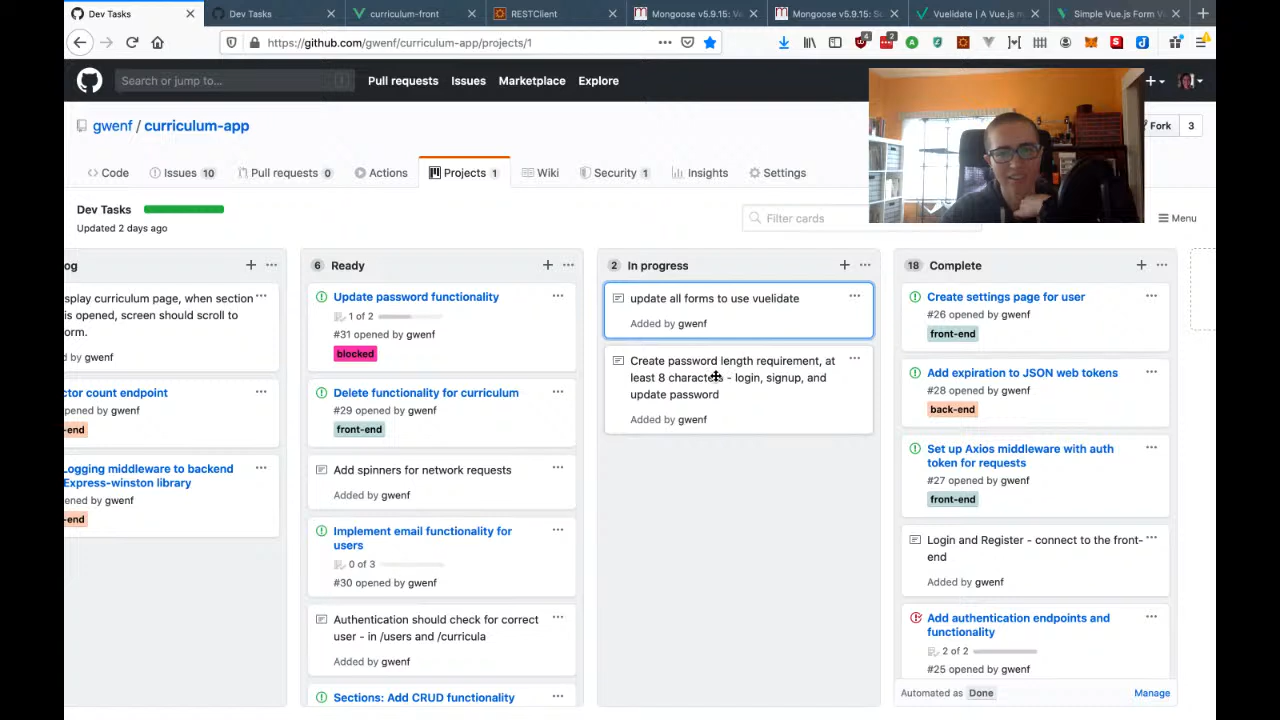 Dev Tasks
Dev Tasks
curriculum-front
RESTClient
Mongoose v5.9.15: V
Mongoose v5.9.15: S
Vuelidate | A Vue.js
Simple Vue.js Form V
https://github.com/gwenf/curriculum-app/projects/1
4
2
Search or jump to...
/
Pull requests
Issues
Marketplace
Explore
gwenf / curriculum-app
Fork
3
Code
Issues 10
Pull requests 0
Actions
Projects 1
Wiki
Security 1
Insights
Settings
Dev Tasks
Updated 2 days ago
Filter cards
Menu
og
splay curriculum page, when section
is opened, screen should scroll to
orm.
ed by gwenf
ctor count endpoint
ened by gwenf
-end
Logging middleware to backend
Express-winston library
ened by gwenf
-end
6
Ready
Update password functionality
1 of 2
#31 opened by gwenf
blocked
Delete functionality for curriculum
#29 opened by gwenf
front-end
Add spinners for network requests
Added by gwenf
Implement email functionality for
users
0 of 3
#30 opened by gwenf
Authentication should check for correct
user - in /users and /curricula
Added by gwenf
Sections: Add CRUD functionality
2
In progress
update all forms to use vuelidate
Added by gwenf
Create password length requirement, at
least 8 characters - login, signup, and
update password
Added by gwenf
18
Complete
Create settings page for user
#26 opened by gwenf
front-end
Add expiration to JSON web tokens
#28 opened by gwenf
back-end
Set up Axios middleware with auth
token for requests
#27 opened by gwenf
front-end
Login and Register - connect to the front-
end
Added by gwenf
Add authentication endpoints and
functionality
2 of 2
#25 opened by gwenf
Automated as Done
Manage